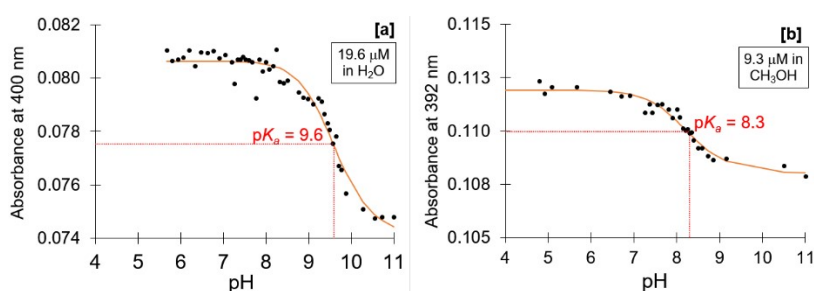 [a]
19.6 μM
in H₂O
Absorbance at 400 nm
0.082
0.080
0.078
0.076
0.074
pKₐ = 9.6
4 5 6 7 8 9 10 11
pH
[b]
9.3 μM in
CH₃OH
Absorbance at 392 nm
0.115
0.113
0.110
0.108
0.105
pKₐ = 8.3
4 5 6 7 8 9 10 11
pH